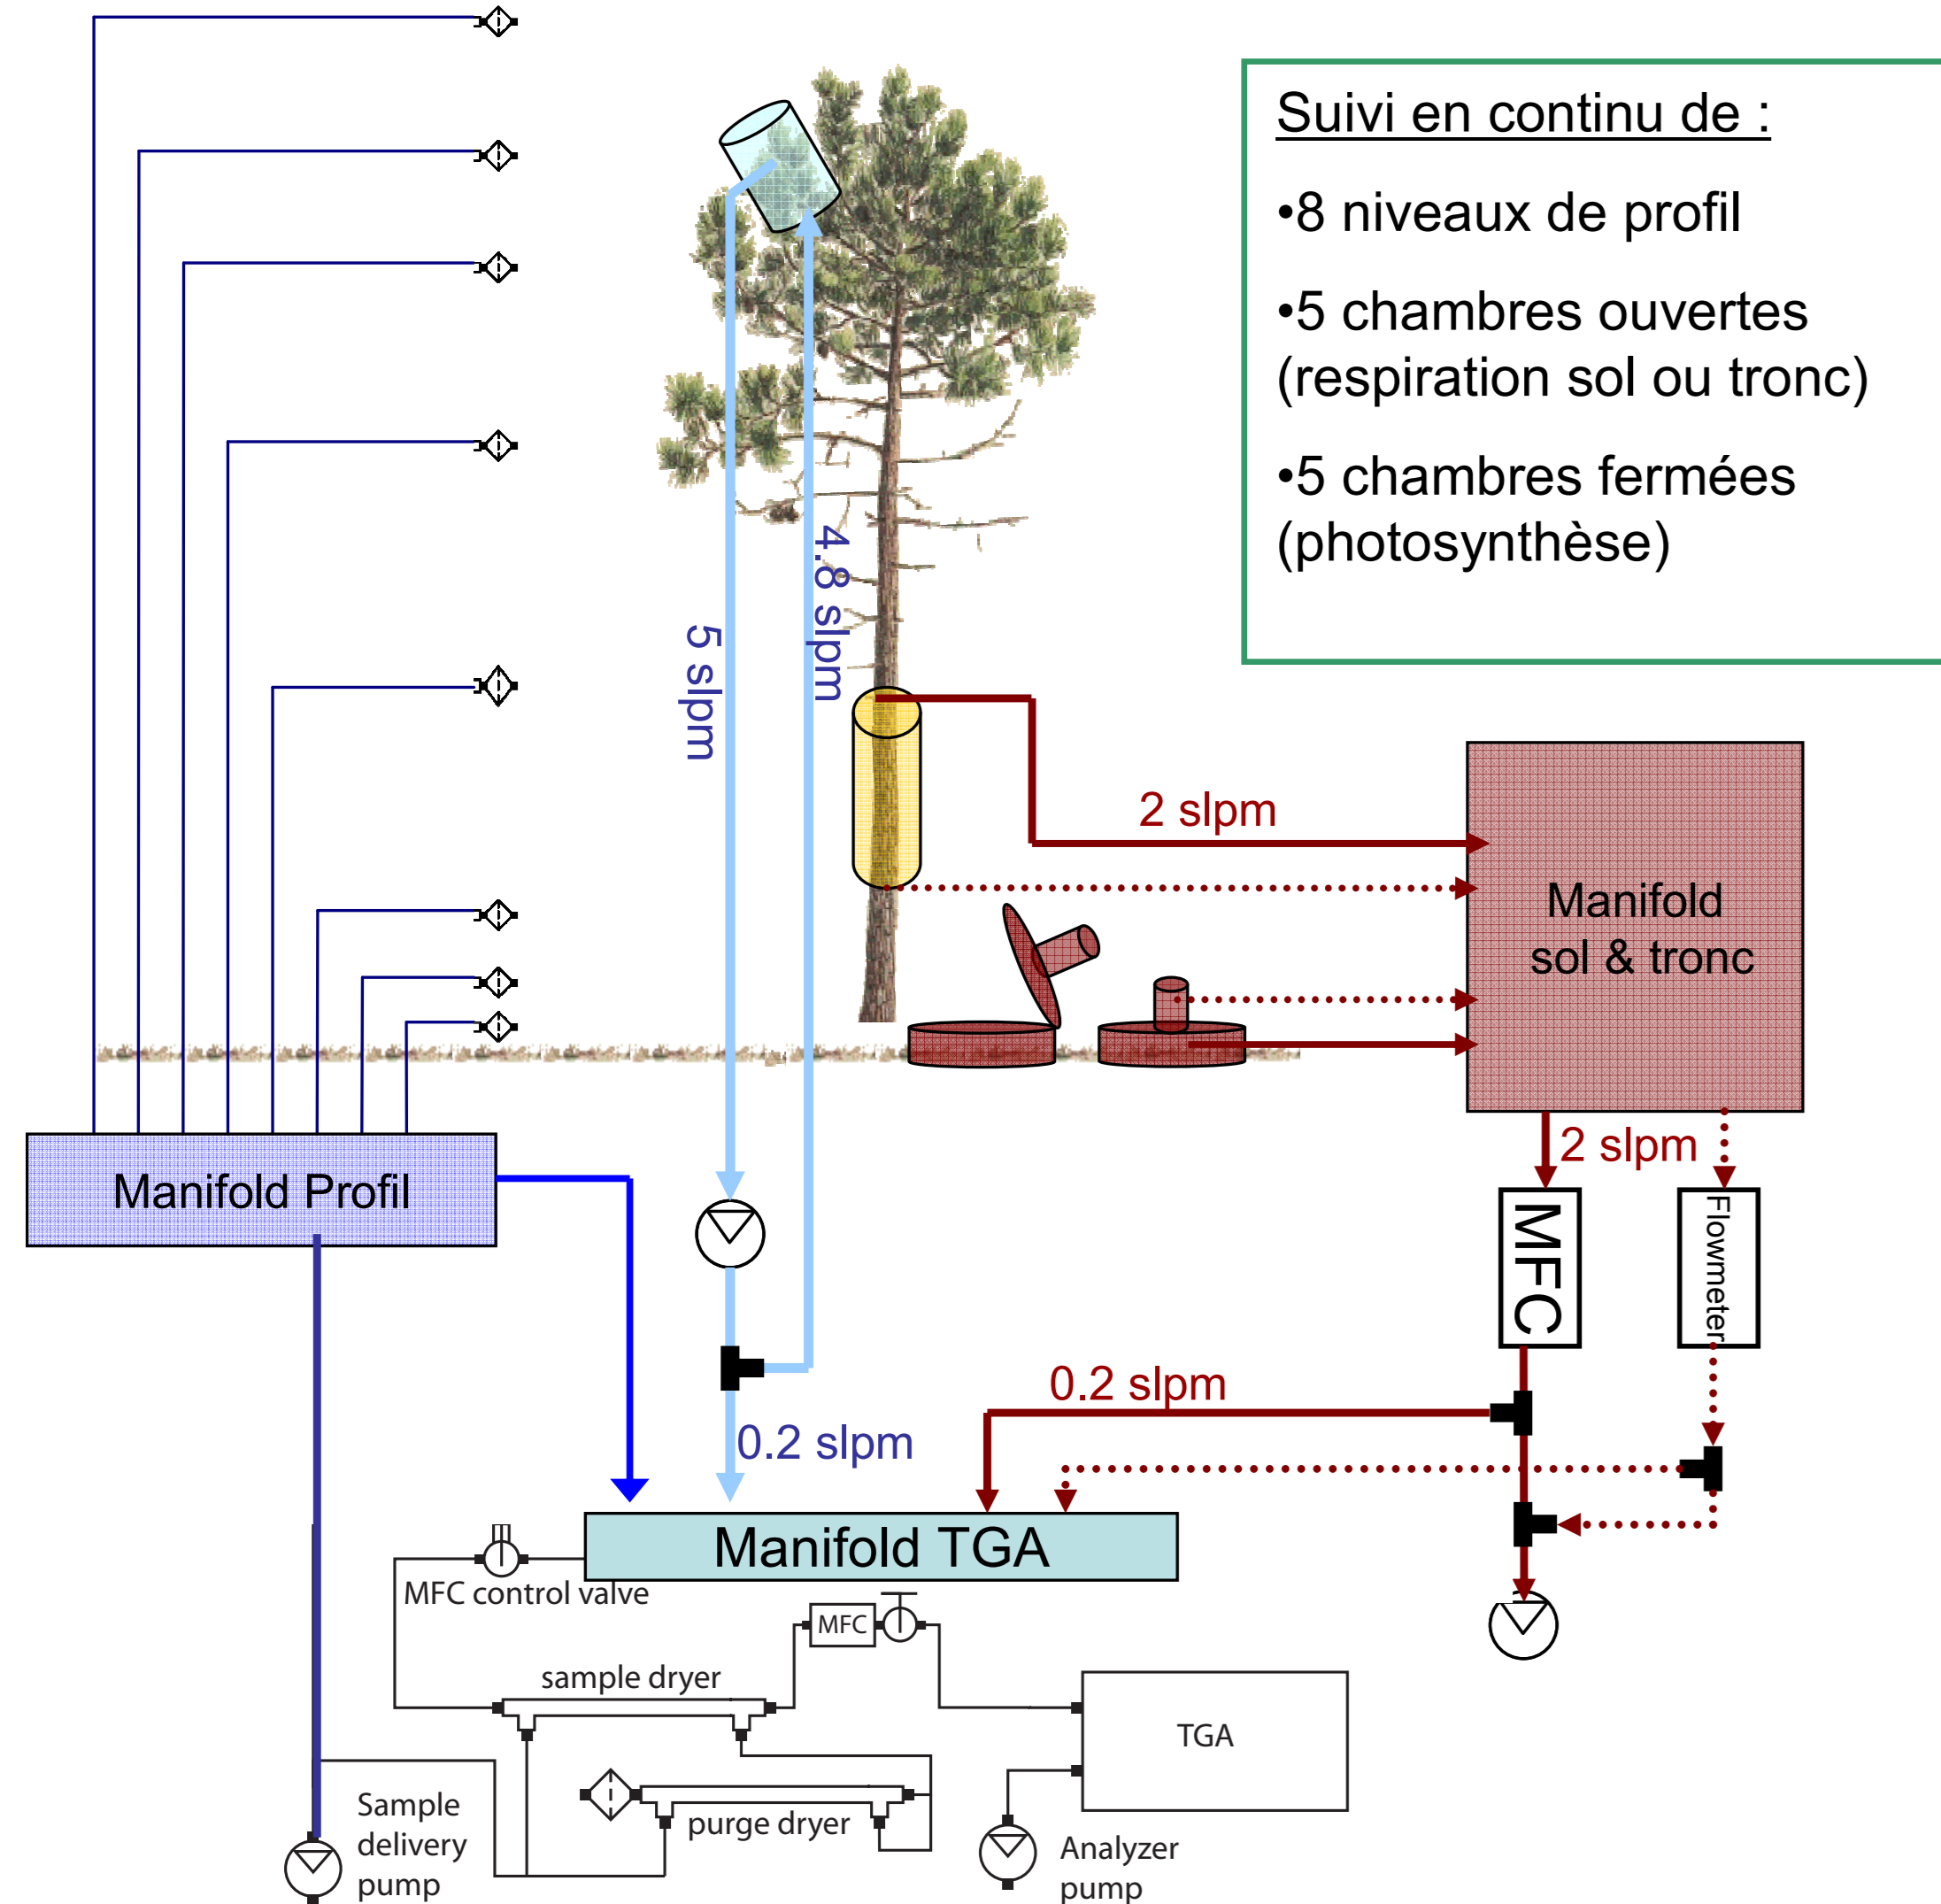 Suivi en continu de :
•8 niveaux de profil
•5 chambres ouvertes
(respiration sol ou tronc)
•5 chambres fermées
(photosynthèse)
4.8 slpm
5 slpm
2 slpm
Manifold
sol & tronc
2 slpm
Manifold Profil
MFC
Flowmeter
0.2 slpm
0.2 slpm
Manifold TGA
MFC control valve
MFC
sample dryer
TGA
purge dryer
Sample
delivery
pump
Analyzer
pump